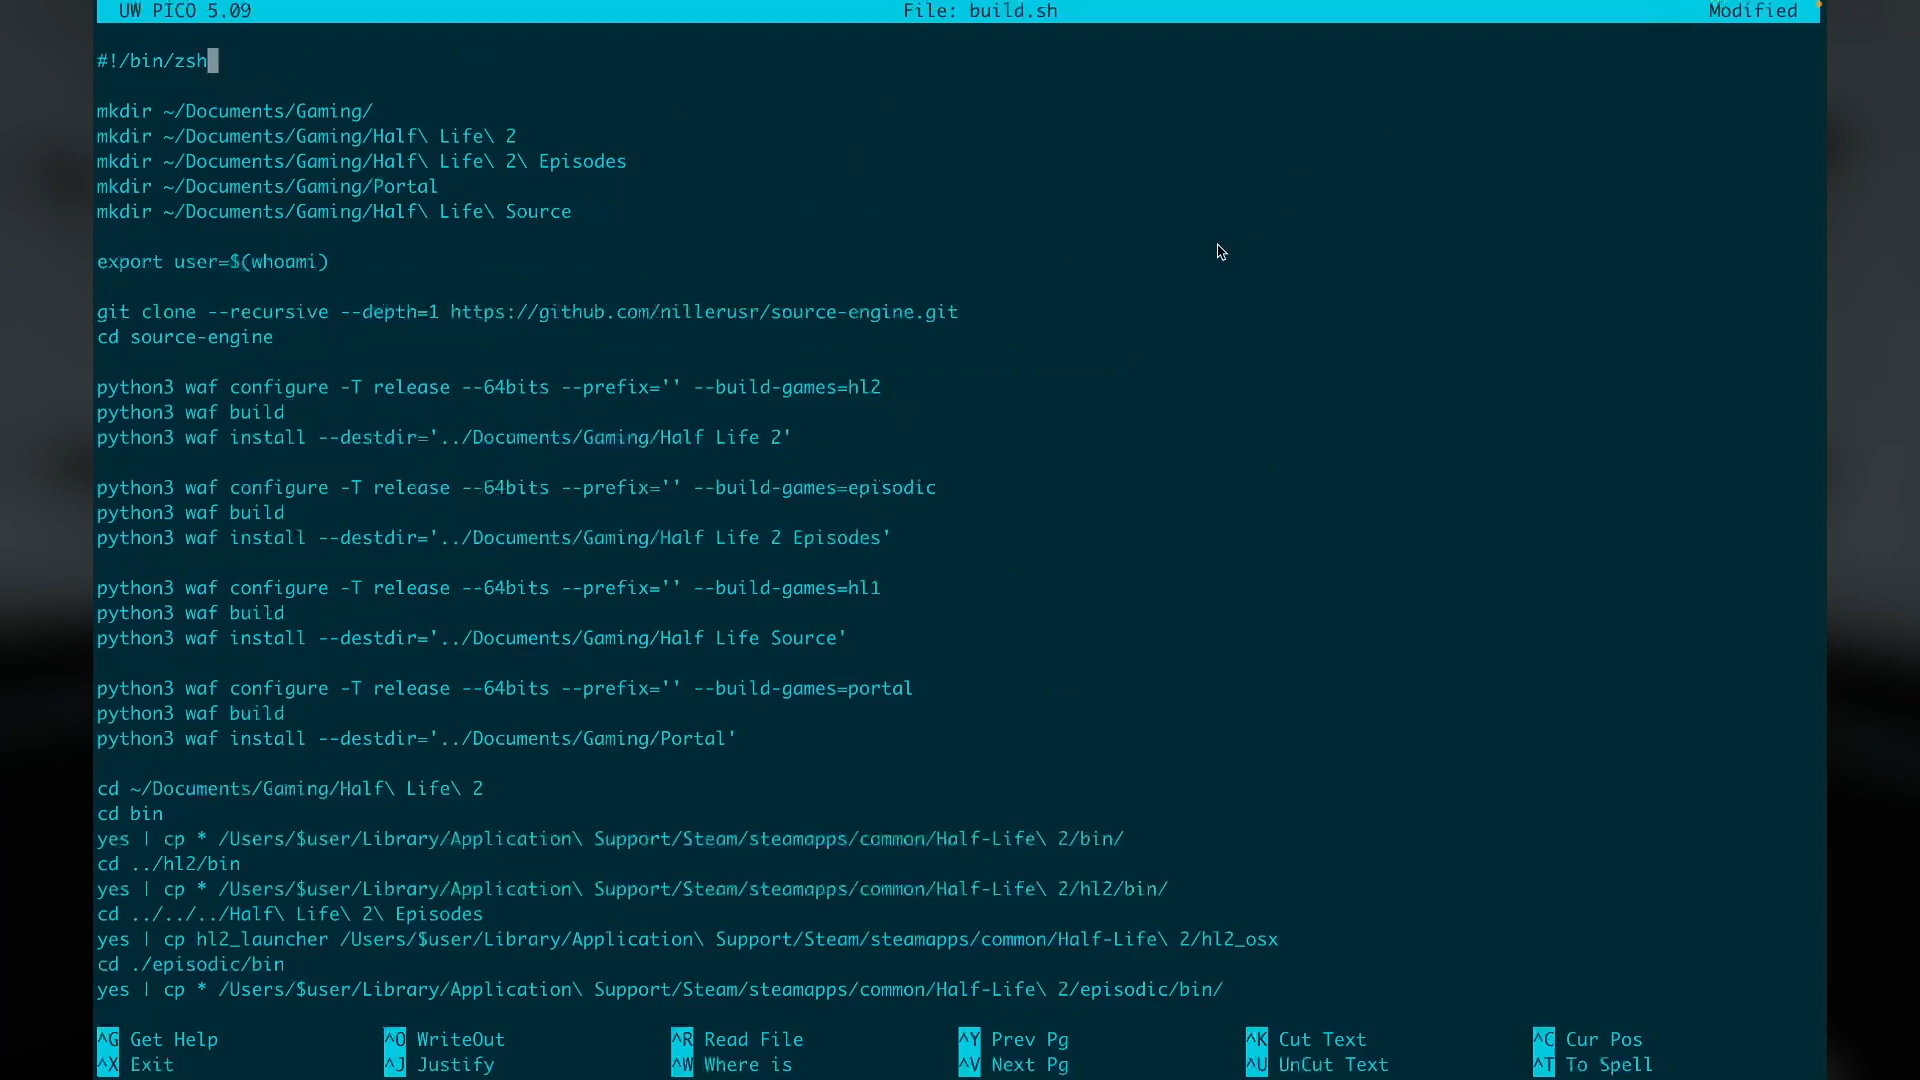 UW PICO 5.09 File: build.sh Modified
#!/bin/zsh
mkdir ~/Documents/Gaming/
mkdir ~/Documents/Gaming/Half\ Life\ 2
mkdir ~/Documents/Gaming/Half\ Life\ 2\ Episodes
mkdir ~/Documents/Gaming/Portal
mkdir ~/Documents/Gaming/Half\ Life\ Source
export user=$(whoami)
git clone --recursive --depth=1 https://github.com/nillerusr/source-engine.git
cd source-engine
python3 waf configure -T release --64bits --prefix='' --build-games=hl2
python3 waf build
python3 waf install --destdir='../Documents/Gaming/Half Life 2'
python3 waf configure -T release --64bits --prefix='' --build-games=episodic
python3 waf build
python3 waf install --destdir='../Documents/Gaming/Half Life 2 Episodes'
python3 waf configure -T release --64bits --prefix='' --build-games=hl1
python3 waf build
python3 waf install --destdir='../Documents/Gaming/Half Life Source'
python3 waf configure -T release --64bits --prefix='' --build-games=portal
python3 waf build
python3 waf install --destdir='../Documents/Gaming/Portal'
cd ~/Documents/Gaming/Half\ Life\ 2
cd bin
yes | cp * /Users/$user/Library/Application\ Support/Steam/steamapps/common/Half-Life\ 2/bin/
cd ../hl2/bin
yes | cp * /Users/$user/Library/Application\ Support/Steam/steamapps/common/Half-Life\ 2/hl2/bin/
cd ../../../Half\ Life\ 2\ Episodes
yes | cp hl2_launcher /Users/$user/Library/Application\ Support/Steam/steamapps/common/Half-Life\ 2/hl2_osx
cd ./episodic/bin
yes | cp * /Users/$user/Library/Application\ Support/Steam/steamapps/common/Half-Life\ 2/episodic/bin/
^G Get Help ^O WriteOut ^R Read File ^Y Prev Pg ^K Cut Text ^C Cur Pos
^X Exit ^J Justify ^W Where is ^V Next Pg ^U UnCut Text ^T To Spell